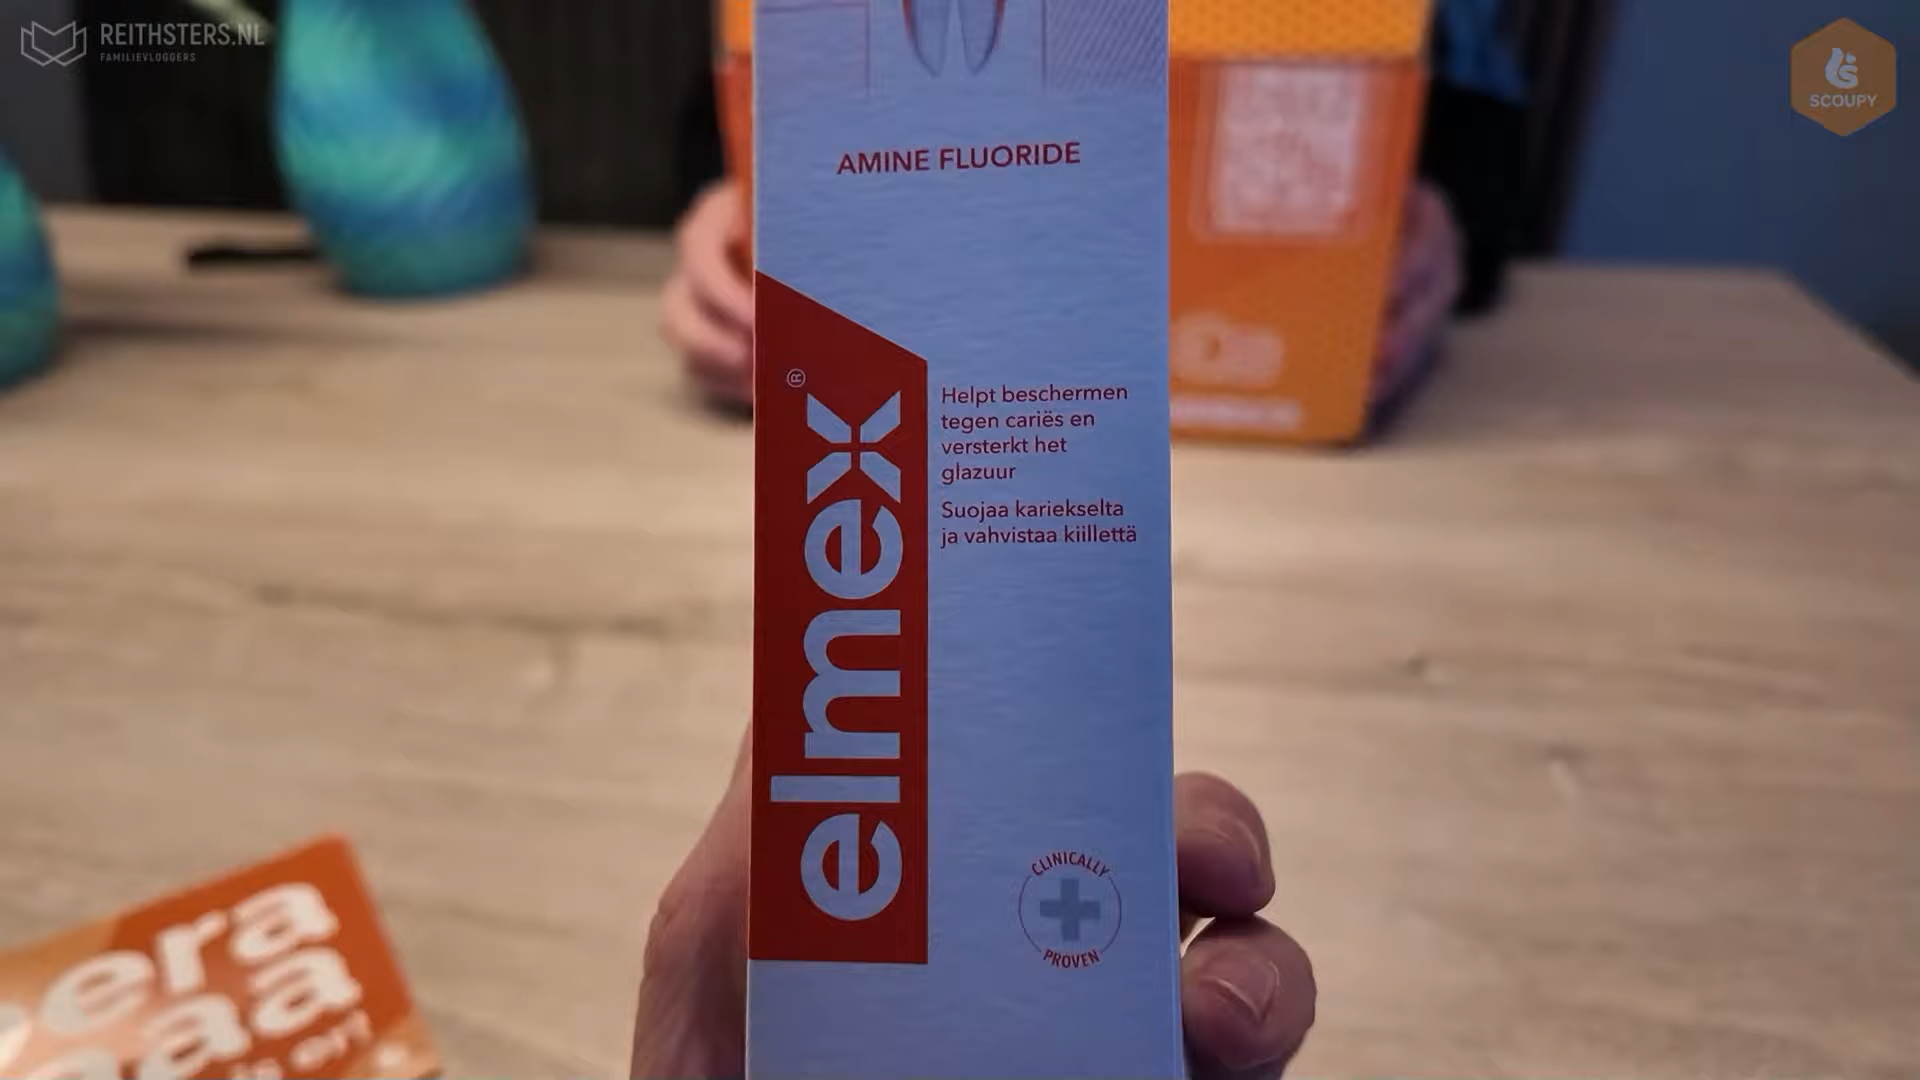 REITHSTERS.NL
FAMILIEVLOGGERS
SCOUPY
AMINE FLUORIDE
elmex®
Helpt beschermen
tegen cariës en
versterkt het
glazuur
Suojaa kariekselta
ja vahvistaa kiillettä
CLINICALLY
PROVEN
era